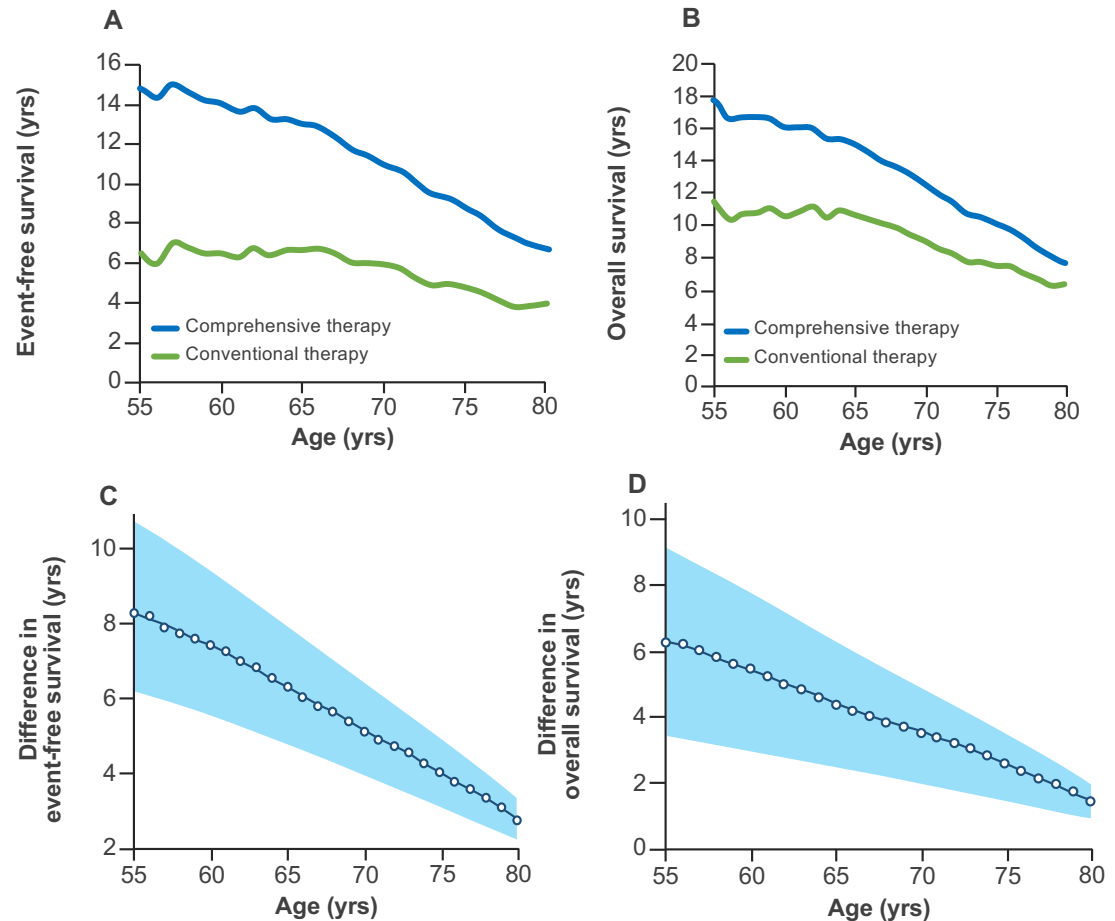 A
Event-free survival (yrs)
16
14
12
10
8
6
4
2
0
Comprehensive therapy
Conventional therapy
55 60 65 70 75 80
Age (yrs)
B
Overall survival (yrs)
20
18
16
14
12
10
8
6
4
2
0
Comprehensive therapy
Conventional therapy
55 60 65 70 75 80
Age (yrs)
C
Difference in
event-free survival (yrs)
10
8
6
4
2
55 60 65 70 75 80
Age (yrs)
D
Difference in
overall survival (yrs)
10
8
6
4
2
0
55 60 65 70 75 80
Age (yrs)